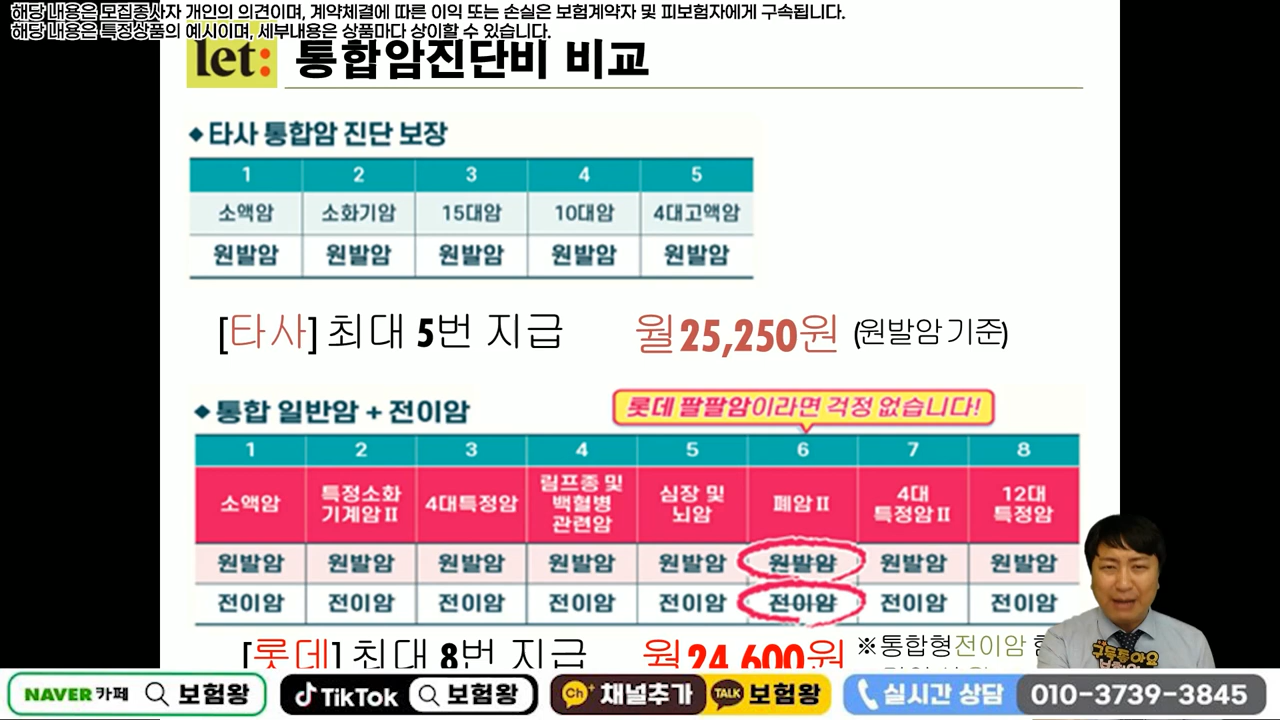 해당 내용은 모집종사자 개인의 의견이며, 계약체결에 따른 이익 또는 손실은 보험계약자 및 피보험자에게 구속됩니다.
해당 내용은 특정상품의 예시이며, 세부내용은 상품마다 상이할 수 있습니다.
let: 통합암진단비 비교
◆ 타사 통합암 진단 보장
1 2 3 4 5
소액암 소화기암 15대암 10대암 4대고액암
원발암 원발암 원발암 원발암 원발암
[타사] 최대 5번 지급 월25,250원 (원발암 기준)
◆ 통합 일반암 + 전이암 롯데 팔팔암이라면 걱정 없습니다!
1 2 3 4 5 6 7 8
소액암 특정소화기계암Ⅱ 4대특정암 림프종 및 백혈병 관련암 심장 및 뇌암 폐암Ⅱ 4대 특정암Ⅱ 12대 특정암
원발암 원발암 원발암 원발암 원발암 원발암 원발암 원발암
전이암 전이암 전이암 전이암 전이암 전이암 전이암 전이암
[롯데] 최대 8번 지급 월24,600원 ※통합형전이암
구독좋아요
NAVER 카페 보험왕 TikTok 보험왕 Ch+ 채널추가 TALK 보험왕 실시간 상담 010-3739-3845